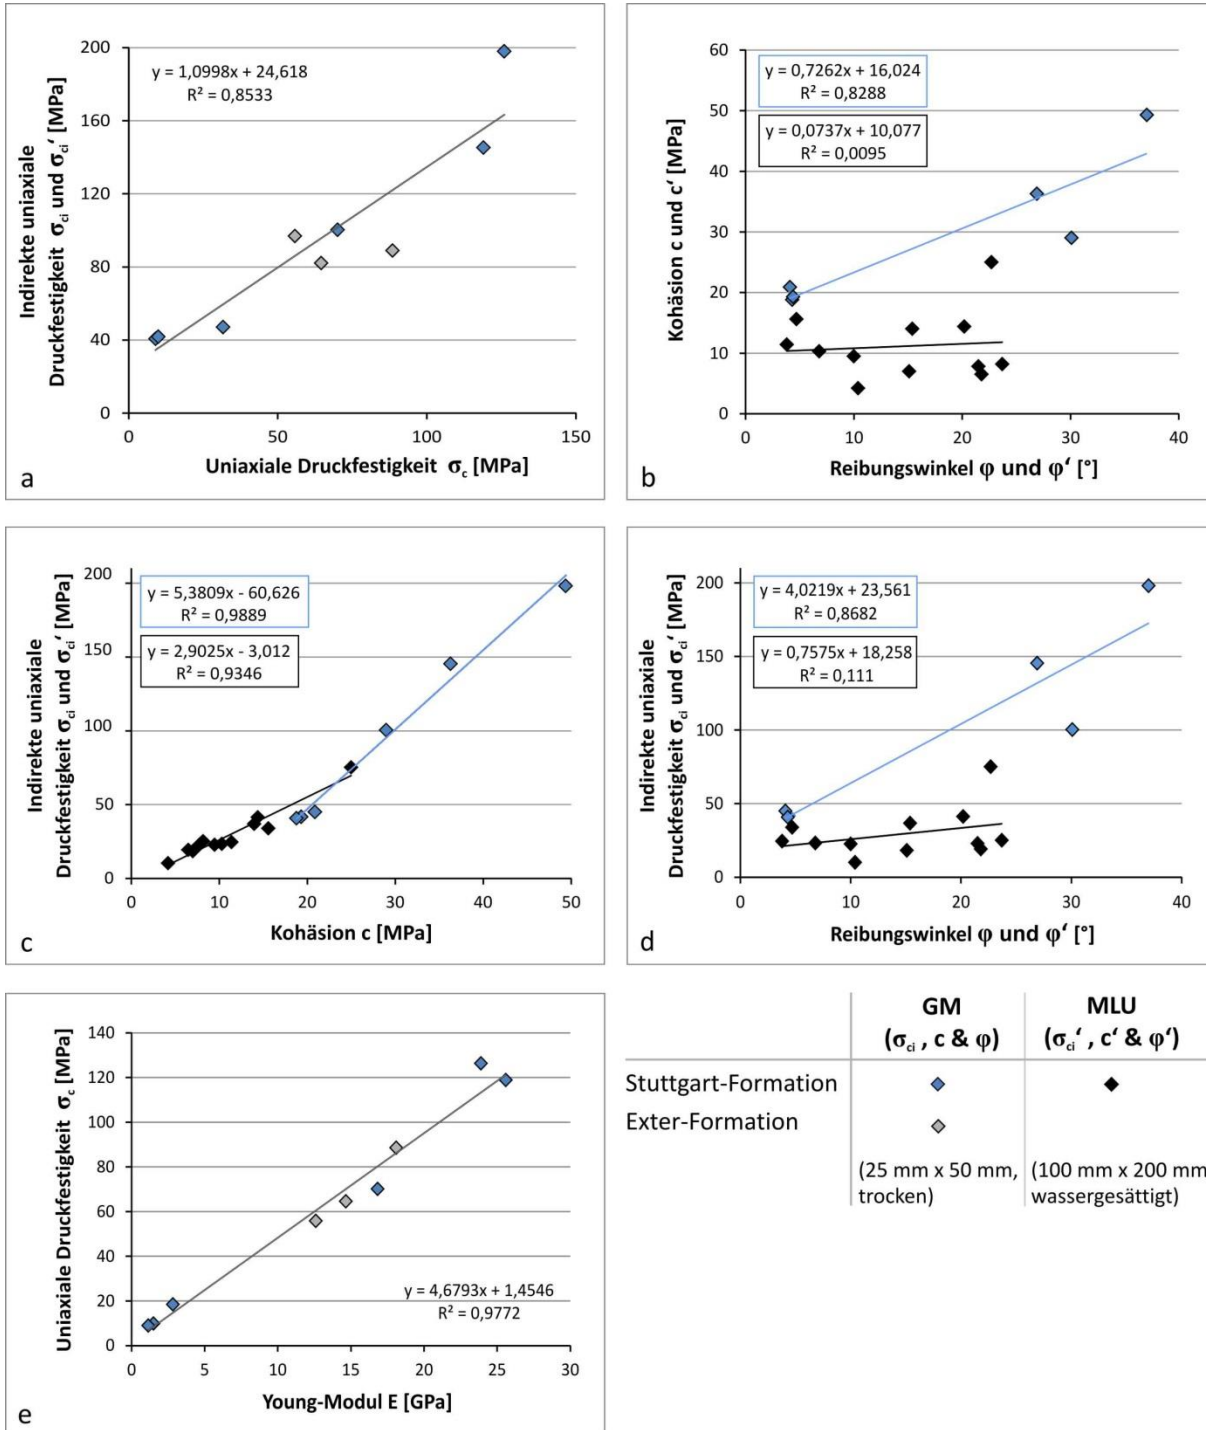 200
160
120
80
40
0
0
50
100
150
y = 1,0998x + 24,618
R² = 0,8533
Indirekte uniaxiale
Druckfestigkeit σci und σci‘ [MPa]
Uniaxiale Druckfestigkeit σc [MPa]
a
60
50
40
30
20
10
0
0
10
20
30
40
y = 0,7262x + 16,024
R² = 0,8288
y = 0,0737x + 10,077
R² = 0,0095
Kohäsion c und c‘ [MPa]
Reibungswinkel φ und φ‘ [°]
b
200
150
100
50
0
0
10
20
30
40
50
y = 5,3809x - 60,626
R² = 0,9889
y = 2,9025x - 3,012
R² = 0,9346
Indirekte uniaxiale
Druckfestigkeit σci und σci‘ [MPa]
Kohäsion c [MPa]
c
200
150
100
50
0
0
10
20
30
40
y = 4,0219x + 23,561
R² = 0,8682
y = 0,7575x + 18,258
R² = 0,111
Indirekte uniaxiale
Druckfestigkeit σci und σci‘ [MPa]
Reibungswinkel φ und φ‘ [°]
d
140
120
100
80
60
40
20
0
0
5
10
15
20
25
30
y = 4,6793x + 1,4546
R² = 0,9772
Uniaxiale Druckfestigkeit σc [MPa]
Young-Modul E [GPa]
e
GM
(σci , c & φ)
MLU
(σci‘ , c‘ & φ‘)
Stuttgart-Formation
Exter-Formation
(25 mm x 50 mm,
trocken)
(100 mm x 200 mm
wassergesättigt)